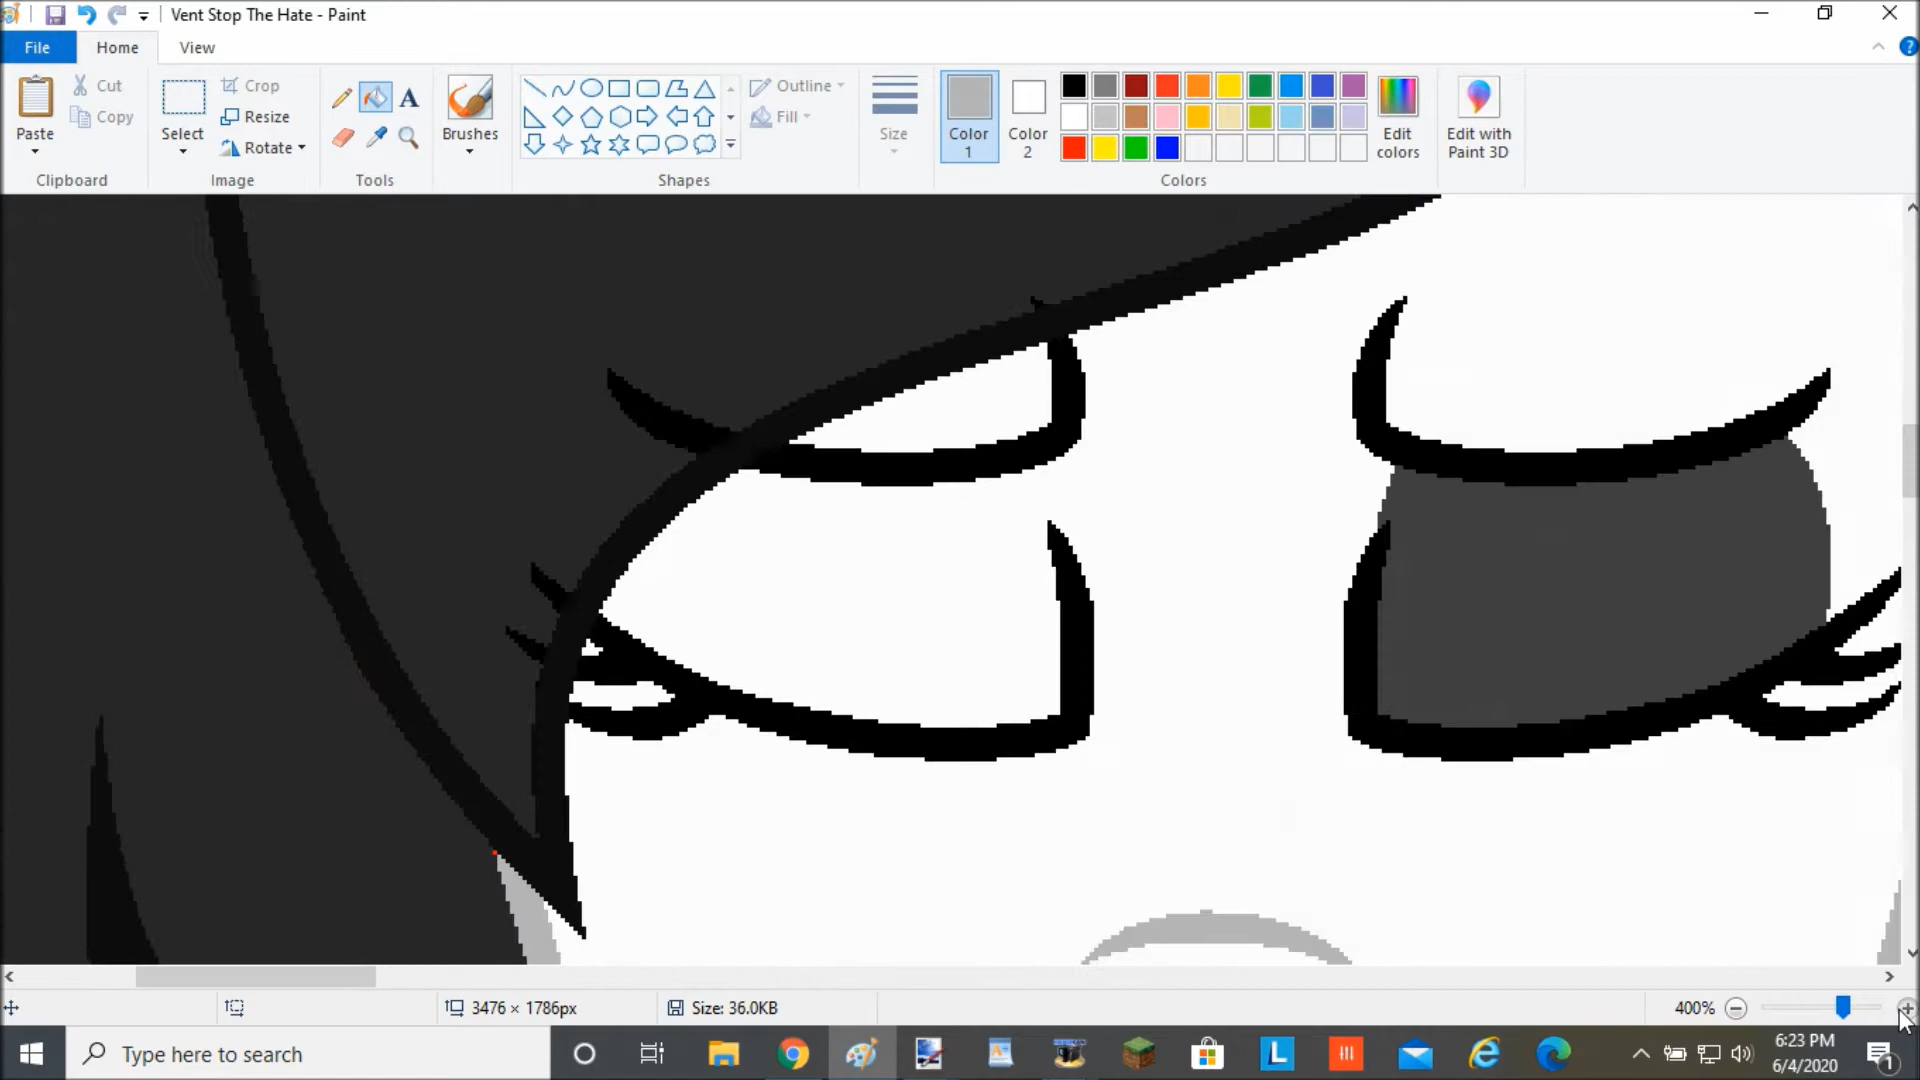 Vent Stop The Hate - Paint
File Home View
Paste Cut Copy Clipboard
Select Crop Resize Rotate Image
A
Tools
Brushes
Shapes
Outline Fill
Size
Color 1 Color 2
Edit colors
Colors
Edit with Paint 3D
3476 × 1786px Size: 36.0KB 400%
Type here to search
L
6:23 PM
6/4/2020
1